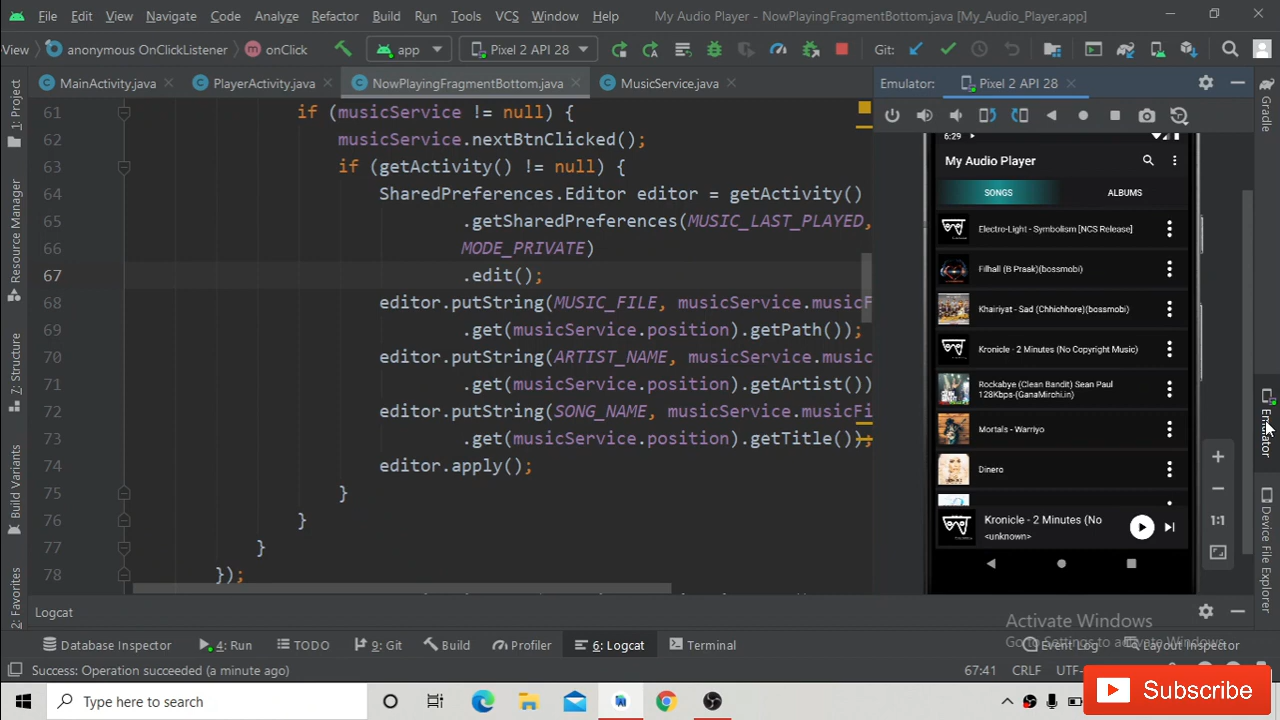 File Edit View Navigate Code Analyze Refactor Build Run Tools VCS Window Help My Audio Player - NowPlayingFragmentBottom.java [My_Audio_Player.app]
View anonymous OnClickListener m onClick app Pixel 2 API 28 Git:
MainActivity.java PlayerActivity.java NowPlayingFragmentBottom.java MusicService.java Emulator: Pixel 2 API 28
61 if (musicService != null) {
62 musicService.nextBtnClicked();
63 if (getActivity() != null) {
64 SharedPreferences.Editor editor = getActivity()
65 .getSharedPreferences(MUSIC_LAST_PLAYED,
66 MODE_PRIVATE)
67 .edit();
68 editor.putString(MUSIC_FILE, musicService.musicF
69 .get(musicService.position).getPath());
70 editor.putString(ARTIST_NAME, musicService.music
71 .get(musicService.position).getArtist())
72 editor.putString(SONG_NAME, musicService.musicFi
73 .get(musicService.position).getTitle());
74 editor.apply();
75 }
76 }
77 }
78 });
1: Project
Resource Manager
Z: Structure
Build Variants
2: Favorites
6:29
My Audio Player
SONGS ALBUMS
Electro-Light - Symbolism [NCS Release]
Filhall (B Praak)(bossmobi)
Khairiyat - Sad (Chhichhore)(bossmobi)
Kronicle - 2 Minutes (No Copyright Music)
Rockabye (Clean Bandit) Sean Paul
128Kbps-(GanaMirchi.in)
Mortals - Warriyo
Dinero
Kronicle - 2 Minutes (No
<unknown>
1:1
Gradle
Emulator
Device File Explorer
Logcat
Activate Windows
Go to Settings to activate Windows.
Database Inspector 4: Run TODO 9: Git Build Profiler 6: Logcat Terminal Event Log Layout Inspector
Success: Operation succeeded (a minute ago) 67:41 CRLF UTF-
Type here to search
Subscribe